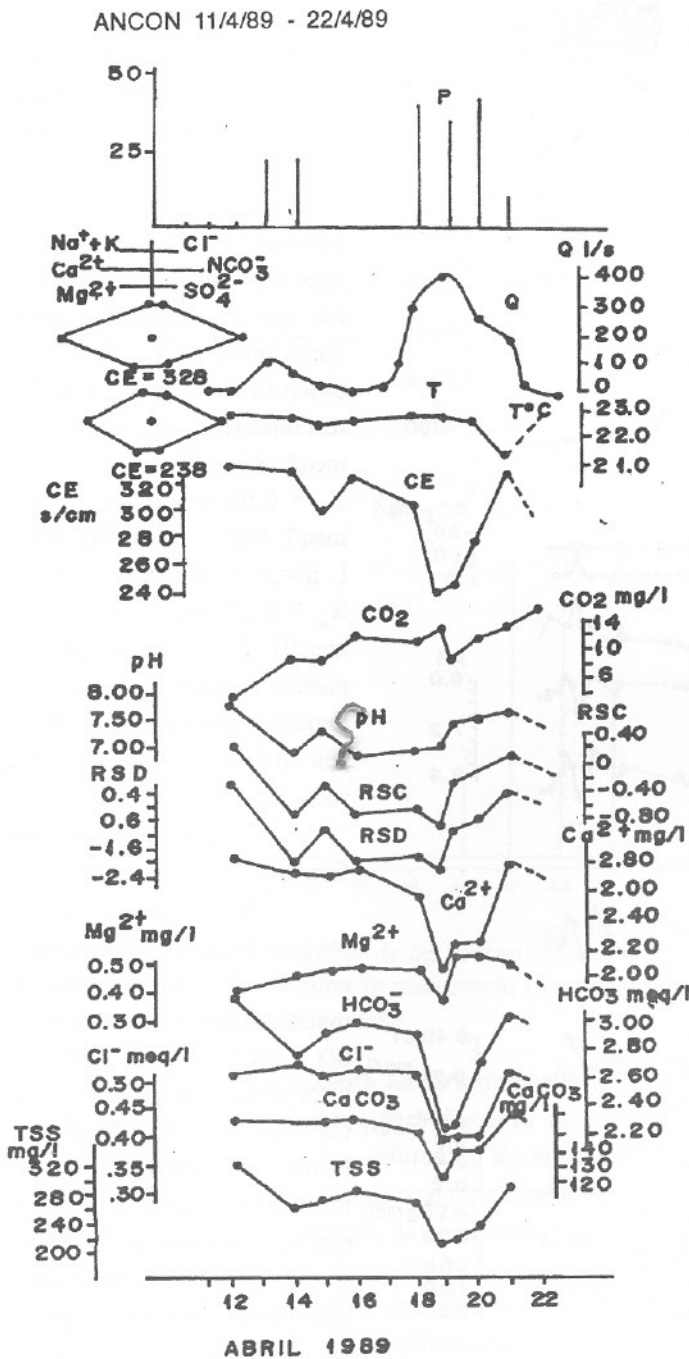 ANCON 11/4/89 - 22/4/89
50
P
25
Na⁺+K Cl⁻
Ca²⁺ NCO₃⁻
Mg²⁺ SO₄²⁻
Q l/s
400
300
Q
200
100
0
CE=328
T
T°C
23.0
22.0
21.0
CE=238
CE
s/cm
320
300
280
260
240
CE
CO₂
CO₂ mg/l
14
10
6
pH
8.00
7.50
7.00
pH
RSC
0.40
0
-0.40
-0.80
RSD
0.4
0.6
-1.6
-2.4
RSC
RSD
Ca²⁺ mg/l
2.80
2.00
2.40
2.20
2.00
Ca²⁺
Mg²⁺ mg/l
0.50
0.40
0.30
Mg²⁺
HCO₃⁻
HCO3 meq/l
3.00
2.80
2.60
2.40
2.20
Cl⁻ meq/l
0.50
0.45
0.40
.35
.30
Cl⁻
CaCO3
CaCO3
mg/l
140
130
120
TSS
mg/l
320
280
240
200
TSS
12 14 16 18 20 22
ABRIL 1989